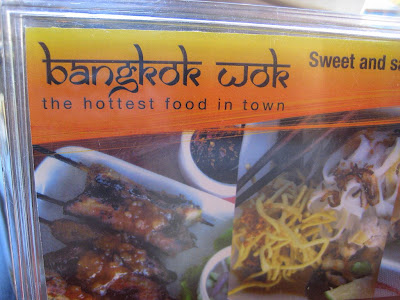 bangkok wok
the hottest food in town
Sweet and